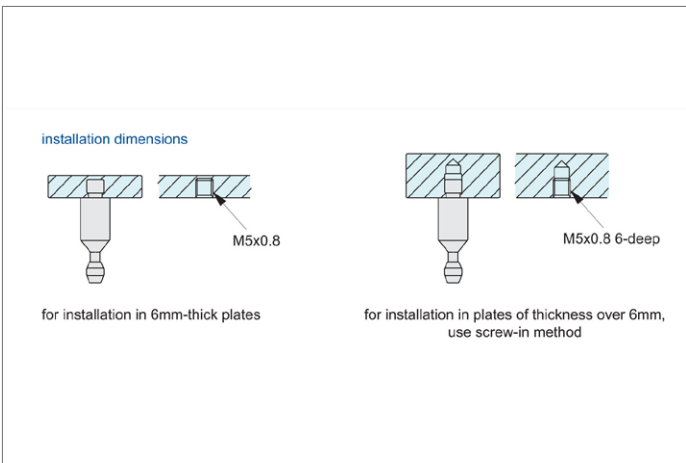 installation dimensions
M5x0.8
M5x0.8 6-deep
for installation in 6mm-thick plates
for installation in plates of thickness over 6mm,
use screw-in method